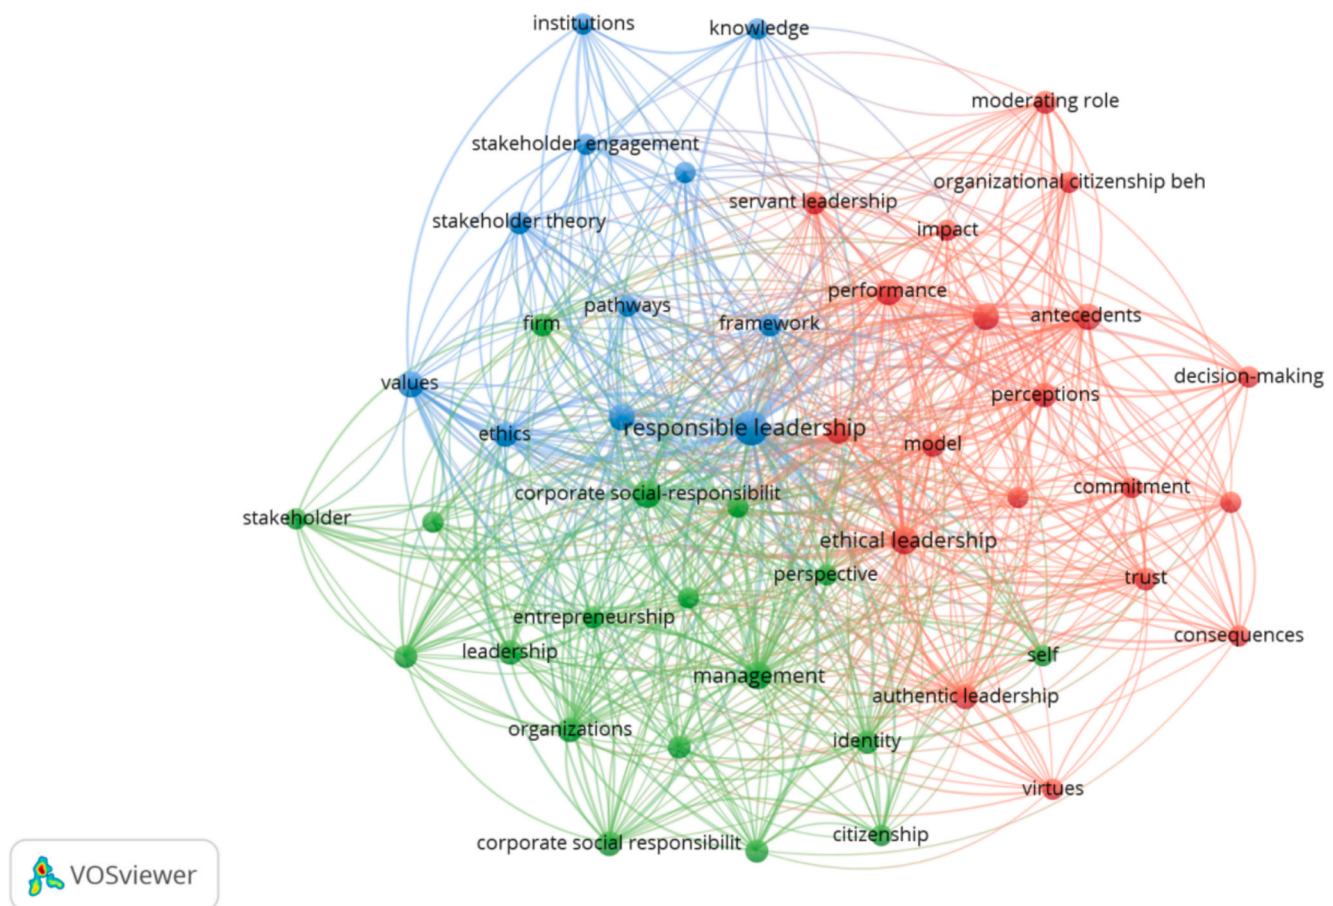 institutions
knowledge
moderating role
stakeholder engagement
organizational citizenship beh
servant leadership
stakeholder theory
impact
performance
pathways
antecedents
firm
framework
decision-making
values
perceptions
responsible leadership
ethics
model
commitment
corporate social-responsibilit
stakeholder
ethical leadership
perspective
trust
entrepreneurship
consequences
leadership
self
management
authentic leadership
organizations
identity
virtues
citizenship
corporate social responsibilit
VOSviewer